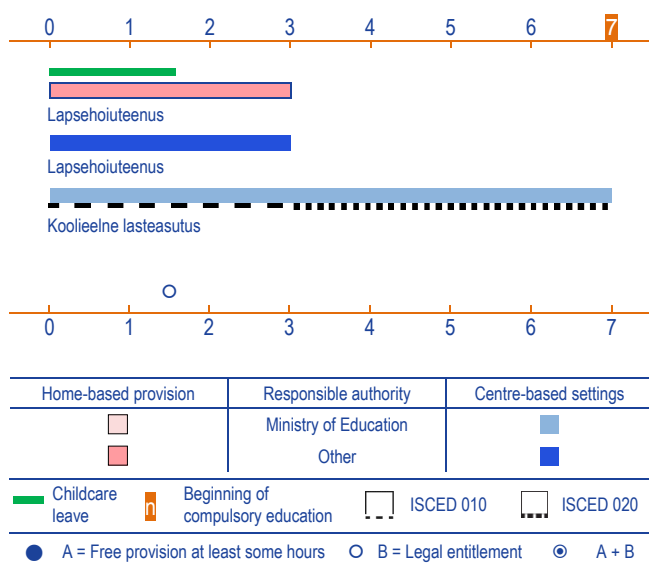 0 1 2 3 4 5 6 7
Lapsehoiuteenus
Lapsehoiuteenus
Koolieelne lasteasutus
0 1 2 3 4 5 6 7
Home-based provision Responsible authority Centre-based settings
Ministry of Education
Other
Childcare leave
n Beginning of compulsory education
ISCED 010
ISCED 020
A = Free provision at least some hours B = Legal entitlement A + B